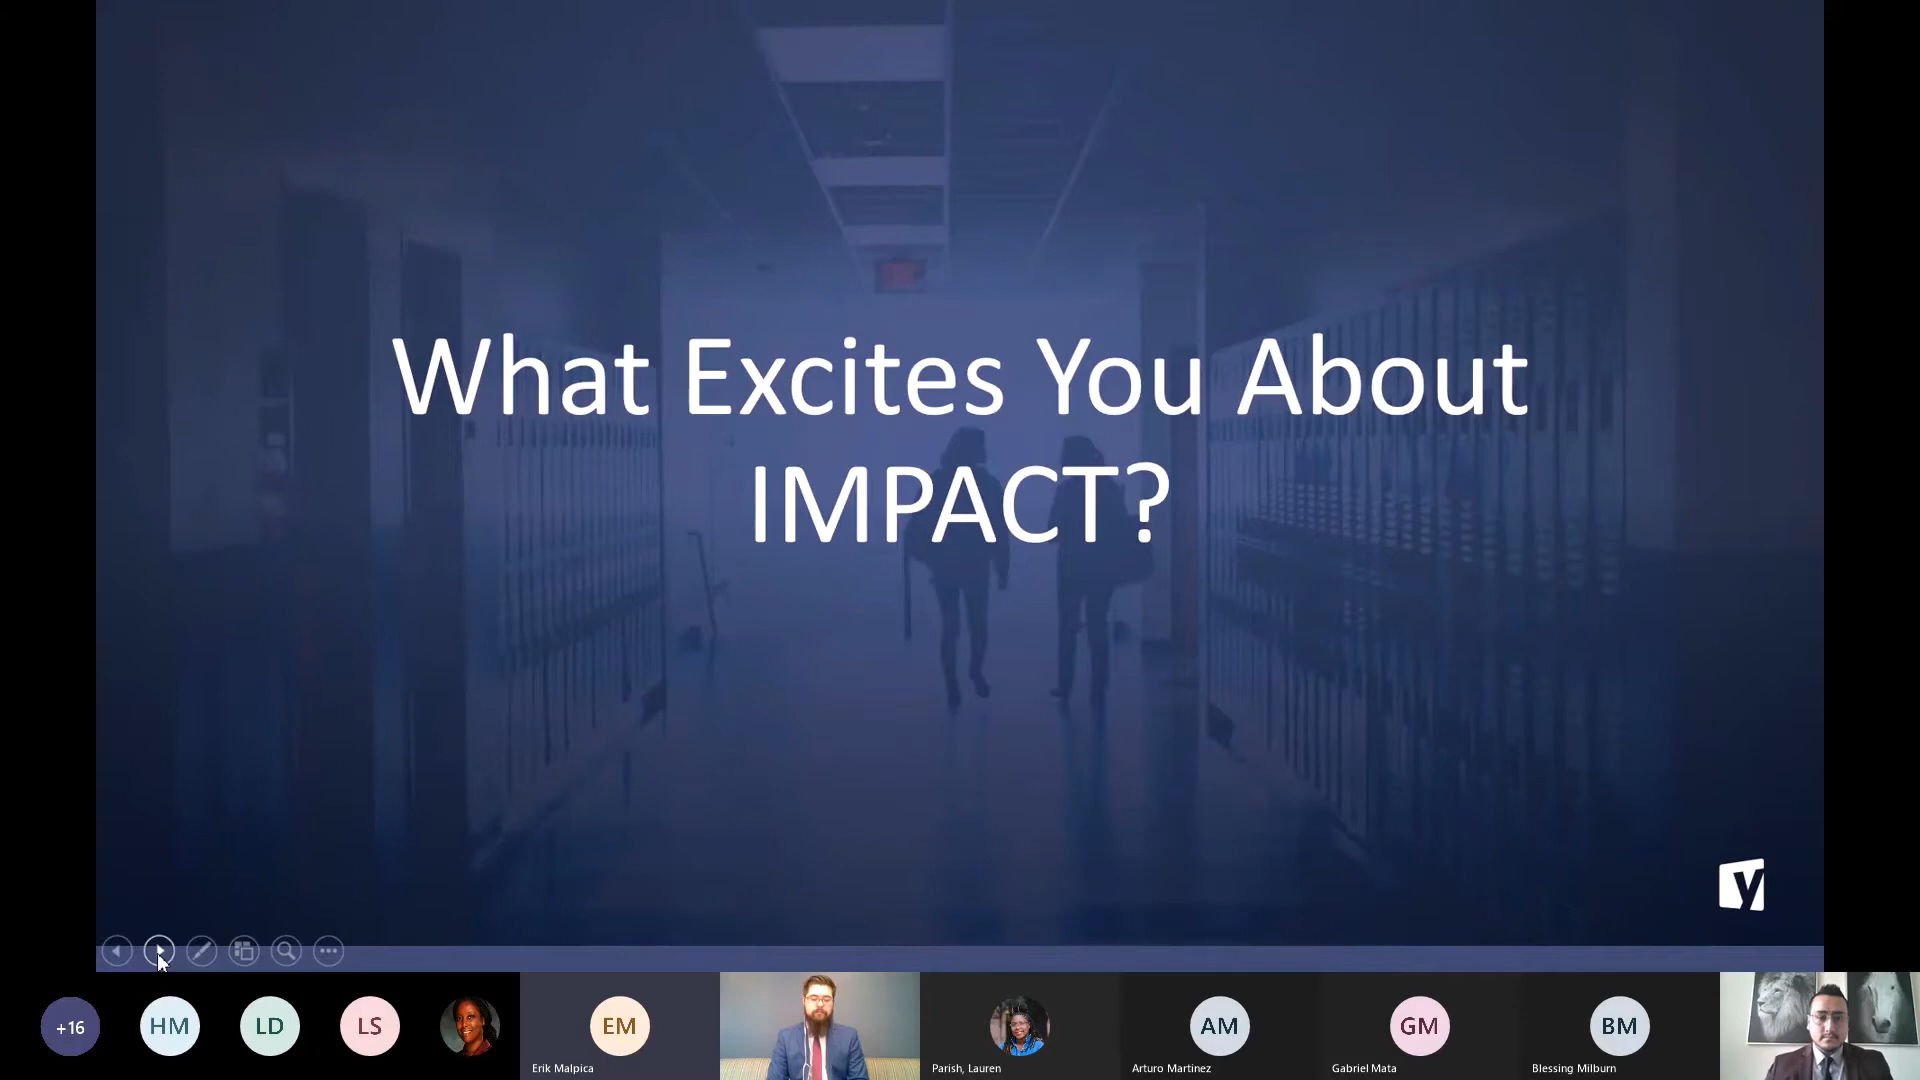 What Excites You About
IMPACT?
y
+16
HM
LD
LS
EM
AM
GM
BM
Erik Malpica
Parish, Lauren
Arturo Martinez
Gabriel Mata
Blessing Milburn